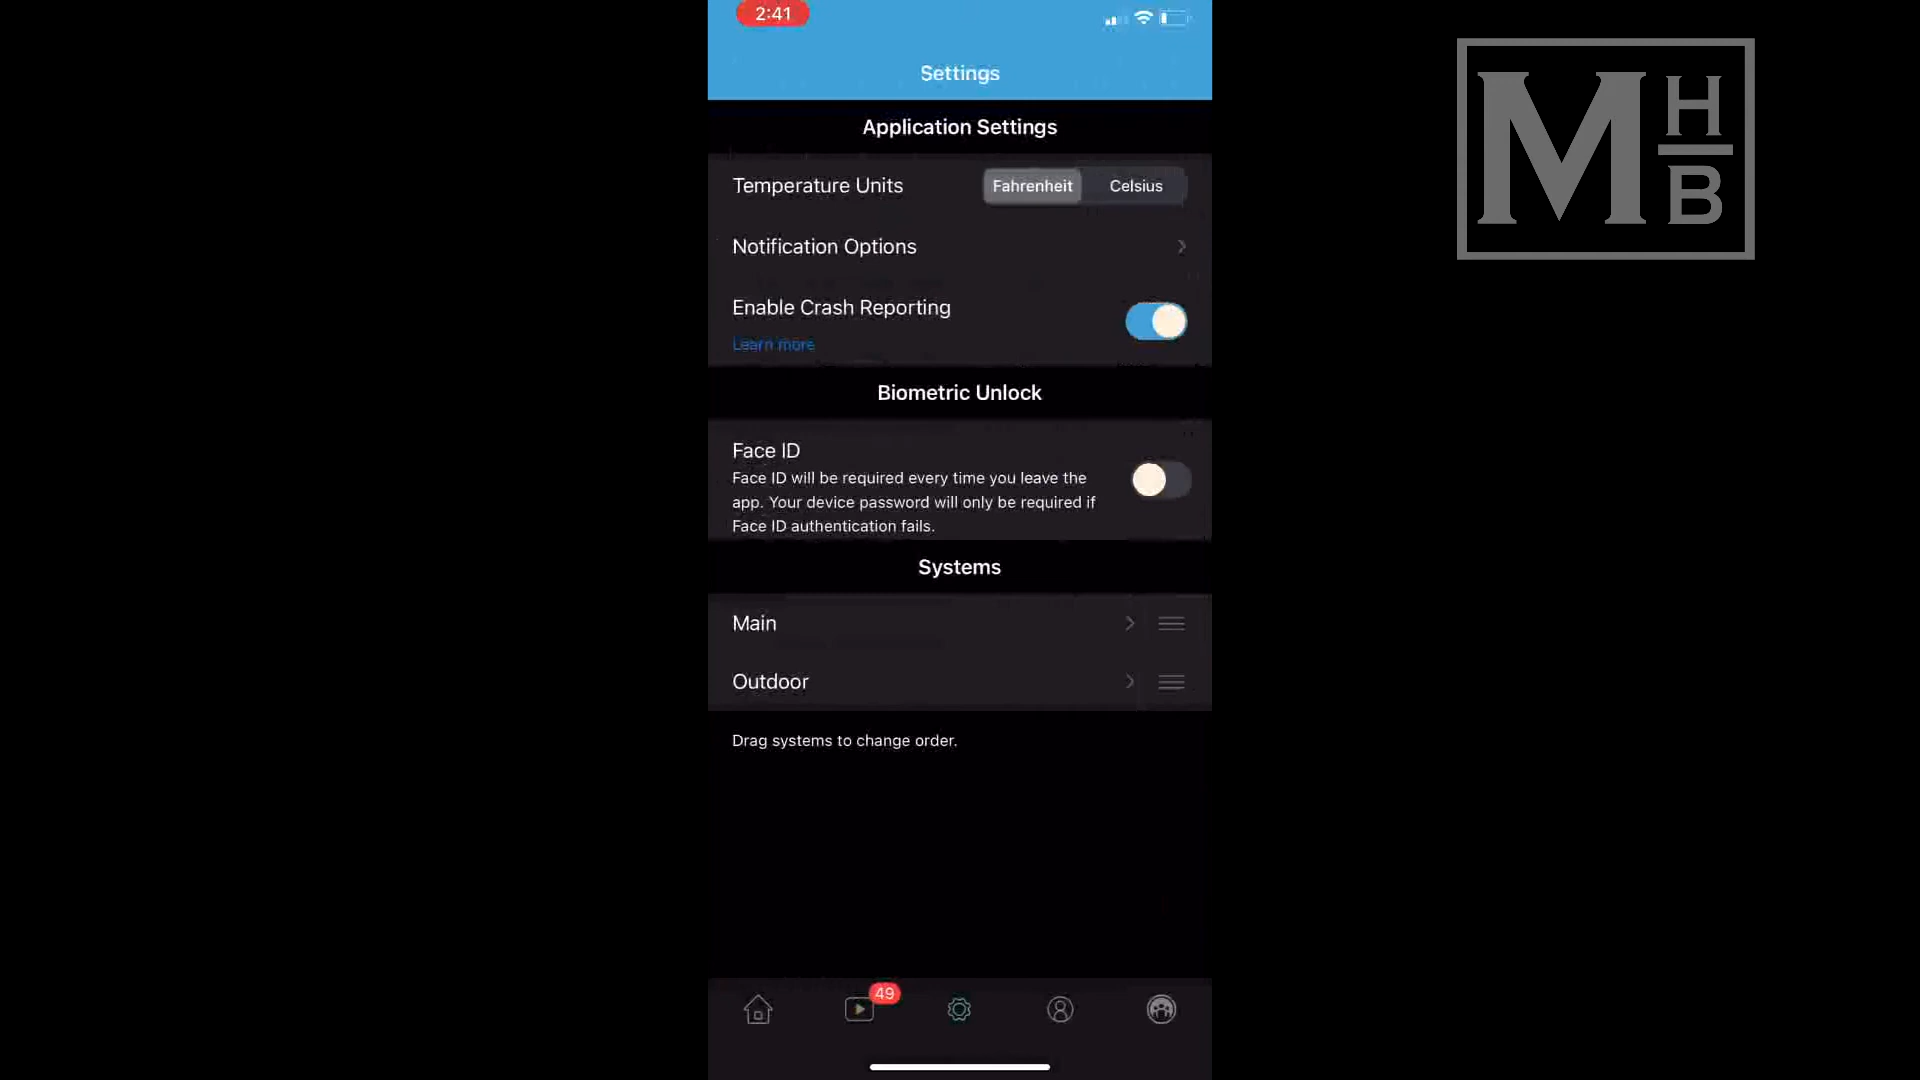 2:41
Settings
Application Settings
Temperature Units Fahrenheit Celsius
Notification Options
Enable Crash Reporting
Learn more
Biometric Unlock
Face ID
Face ID will be required every time you leave the
app. Your device password will only be required if
Face ID authentication fails.
Systems
Main
Outdoor
Drag systems to change order.
49
M H B